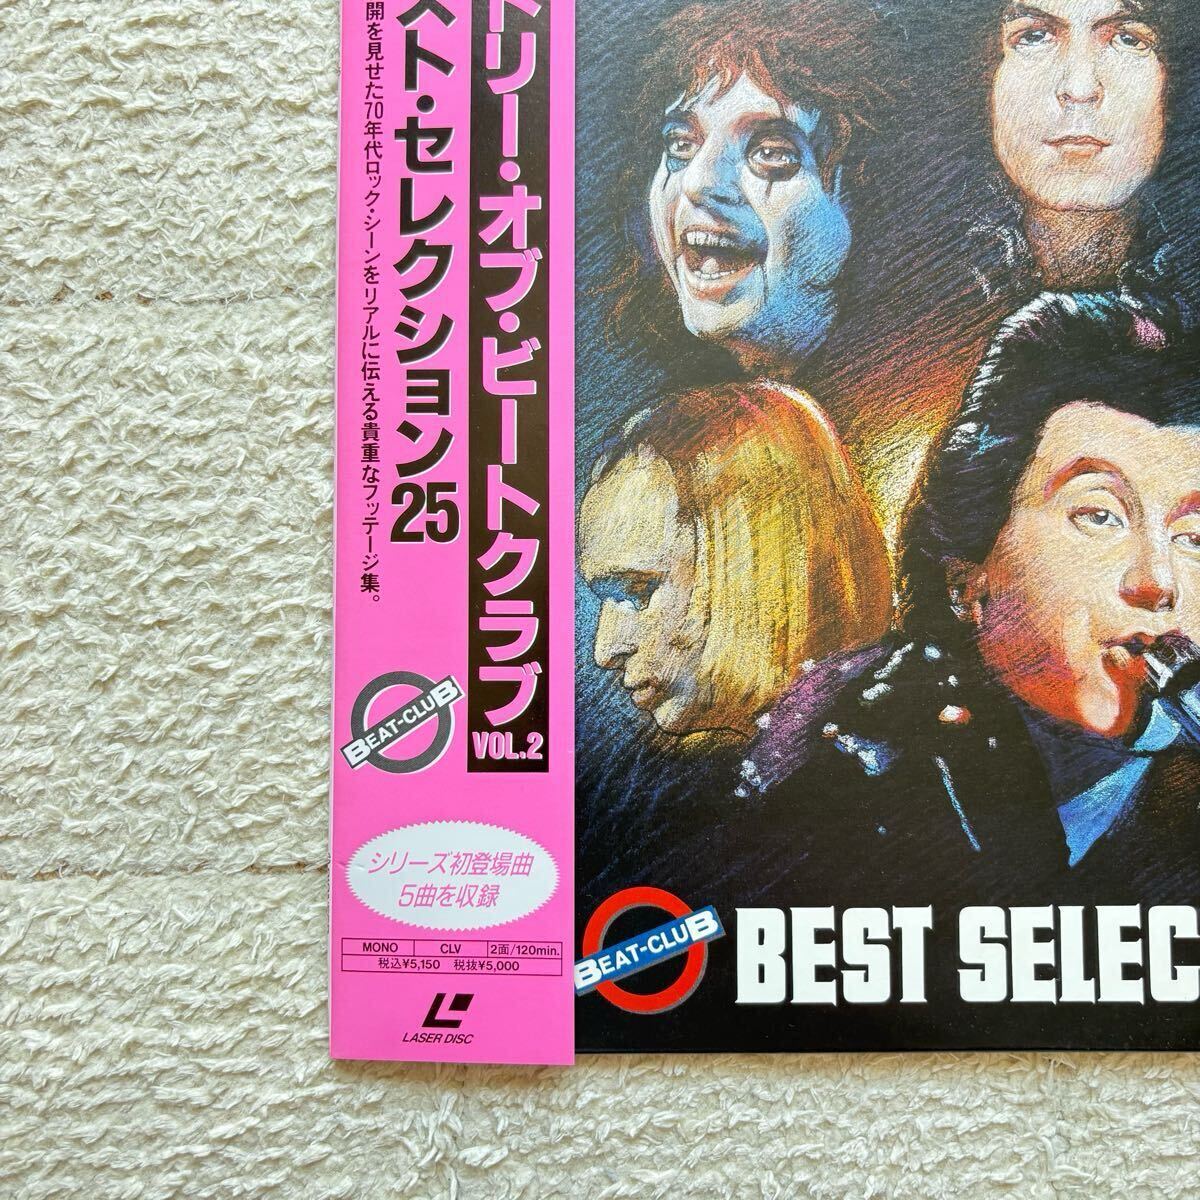 トリー・オブ・ビートクラブ VOL.2
スト・セレクション25
開を見せた70年代ロック・シーンをリアルに伝える貴重なフッテージ集。
BEAT-CLUB
シリーズ初登場曲
5曲を収録
MONO CLV 2面/120min.
税込¥5,150 税抜¥5,000
LASER DISC
BEAT-CLUB
BEST SELEC